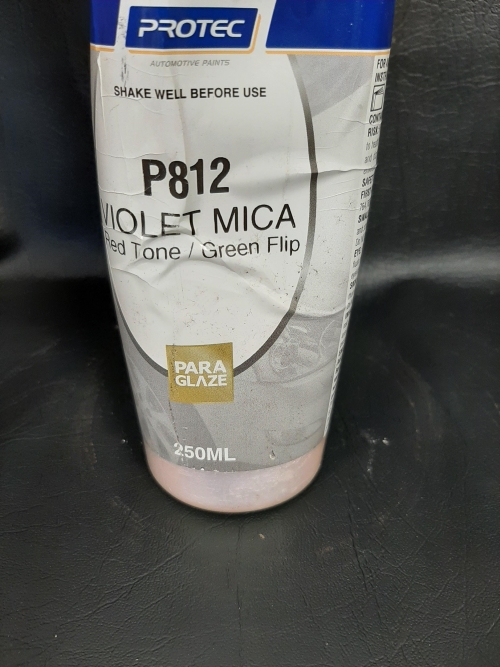 PROTEC
AUTOMOTIVE PAINTS
SHAKE WELL BEFORE USE
P812
VIOLET MICA
Red Tone / Green Flip
PARA
GLAZE
250ML